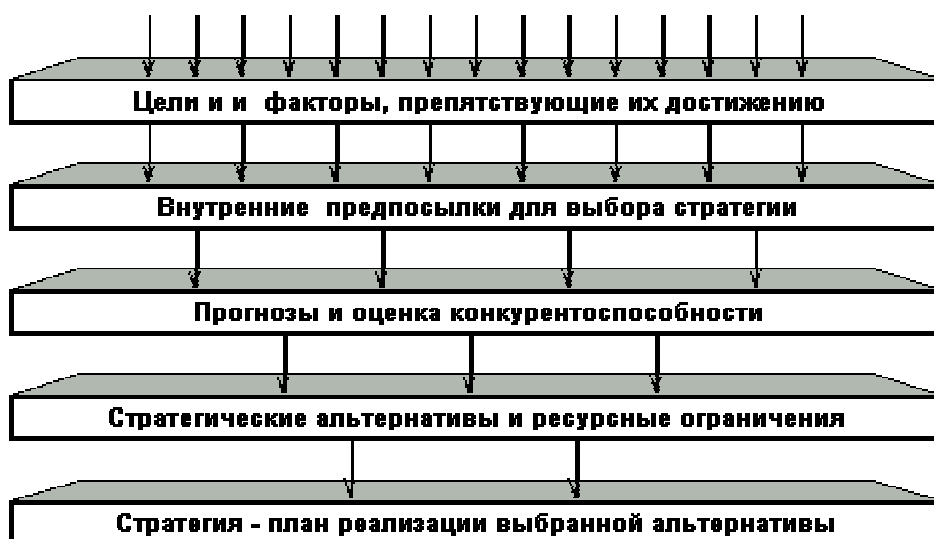 Цели и и факторы, препятствующие их достижению
Внутренние предпосылки для выбора стратегии
Прогнозы и оценка конкурентоспособности
Стратегические альтернативы и ресурсные ограничения
Стратегия - план реализации выбранной альтернативы